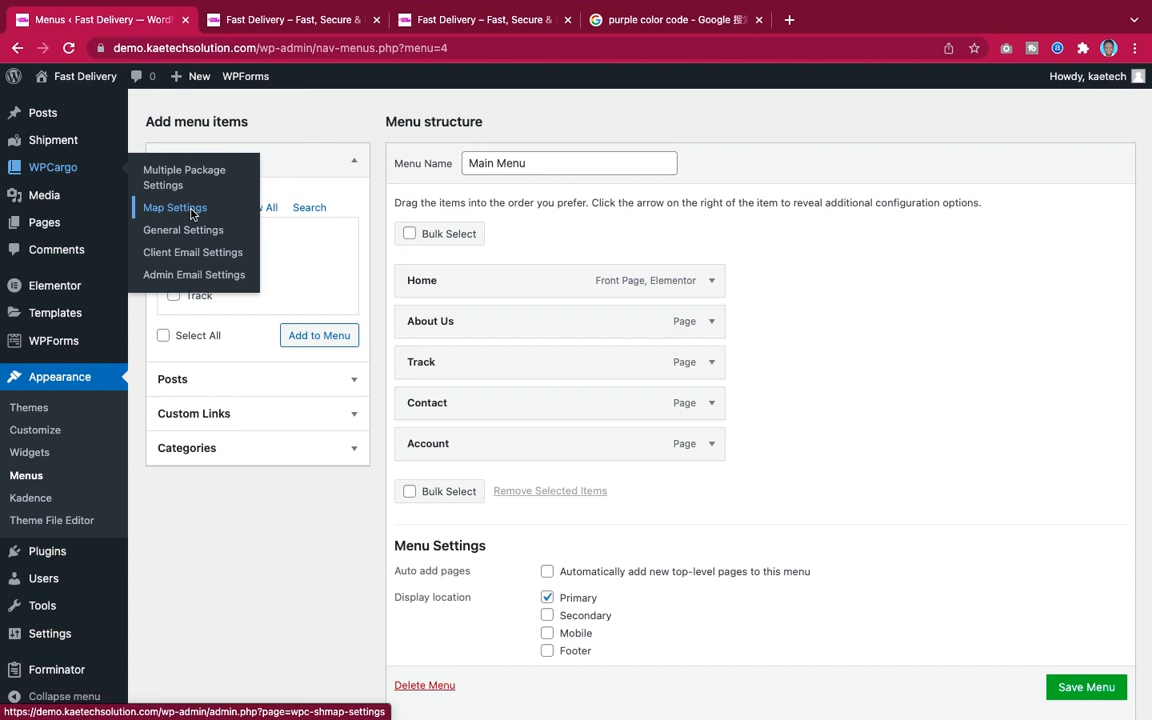 Menus ‹ Fast Delivery — Word
Fast Delivery – Fast, Secure &
Fast Delivery – Fast, Secure &
purple color code - Google 搜
demo.kaetechsolution.com/wp-admin/nav-menus.php?menu=4
Fast Delivery
0
New
WPForms
Howdy, kaetech
Posts
Shipment
WPCargo
Media
Pages
Comments
Elementor
Templates
WPForms
Appearance
Themes
Customize
Widgets
Menus
Kadence
Theme File Editor
Plugins
Users
Tools
Settings
Forminator
Collapse menu
Multiple Package
Settings
Map Settings
General Settings
Client Email Settings
Admin Email Settings
Add menu items
All
Search
Track
Select All
Add to Menu
Posts
Custom Links
Categories
Menu structure
Menu Name
Main Menu
Drag the items into the order you prefer. Click the arrow on the right of the item to reveal additional configuration options.
Bulk Select
Home
Front Page, Elementor
About Us
Page
Track
Page
Contact
Page
Account
Page
Bulk Select
Remove Selected Items
Menu Settings
Auto add pages
Automatically add new top-level pages to this menu
Display location
Primary
Secondary
Mobile
Footer
Delete Menu
Save Menu
https://demo.kaetechsolution.com/wp-admin/admin.php?page=wpc-shmap-settings